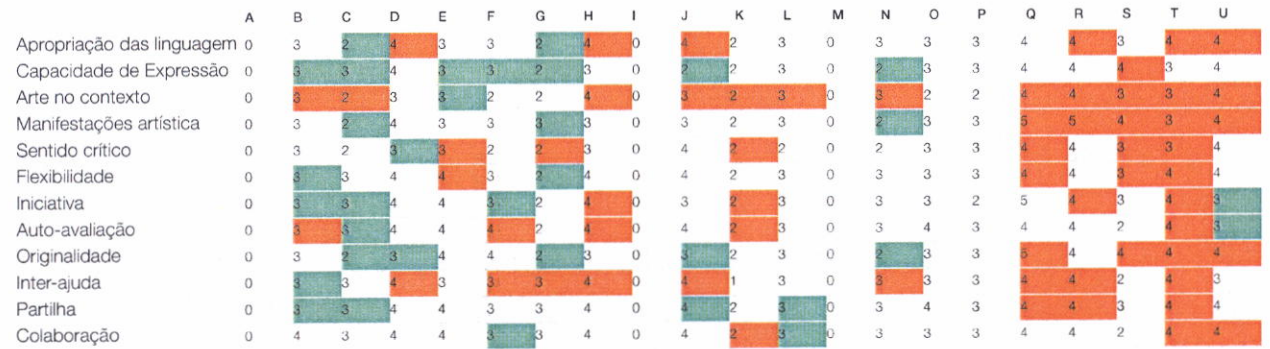 A B C D E F G H I J K L M N O P Q R S T U
Apropriação das linguagem 0 3 2 4 3 3 2 4 0 4 2 3 0 3 3 3 4 4 3 4 4
Capacidade de Expressão 0 3 3 4 3 3 2 3 0 2 2 3 0 2 3 3 4 4 4 3 4
Arte no contexto 0 3 2 3 3 2 2 4 0 3 2 3 0 3 2 2 4 4 3 3 4
Manifestações artística 0 3 2 4 3 3 3 3 0 3 2 3 0 2 3 3 5 5 4 3 4
Sentido crítico 0 3 2 3 3 2 2 3 0 4 2 2 0 2 3 3 4 4 3 3 4
Flexibilidade 0 3 3 4 4 3 2 4 0 4 2 3 0 3 3 3 4 4 3 4 4
Iniciativa 0 3 3 4 4 3 2 4 0 3 2 3 0 3 3 2 5 4 3 4 3
Auto-avaliação 0 3 3 4 4 4 2 4 0 4 2 3 0 3 4 3 4 4 2 4 3
Originalidade 0 3 2 3 4 4 2 3 0 3 2 3 0 2 3 3 5 4 4 4 4
Inter-ajuda 0 3 3 4 3 3 3 4 0 4 1 3 0 3 3 3 4 4 2 4 3
Partilha 0 3 3 4 4 3 3 4 0 4 2 3 0 3 4 3 4 4 3 4 4
Colaboração 0 4 3 4 4 3 3 4 0 4 2 3 0 3 3 3 4 4 2 4 4